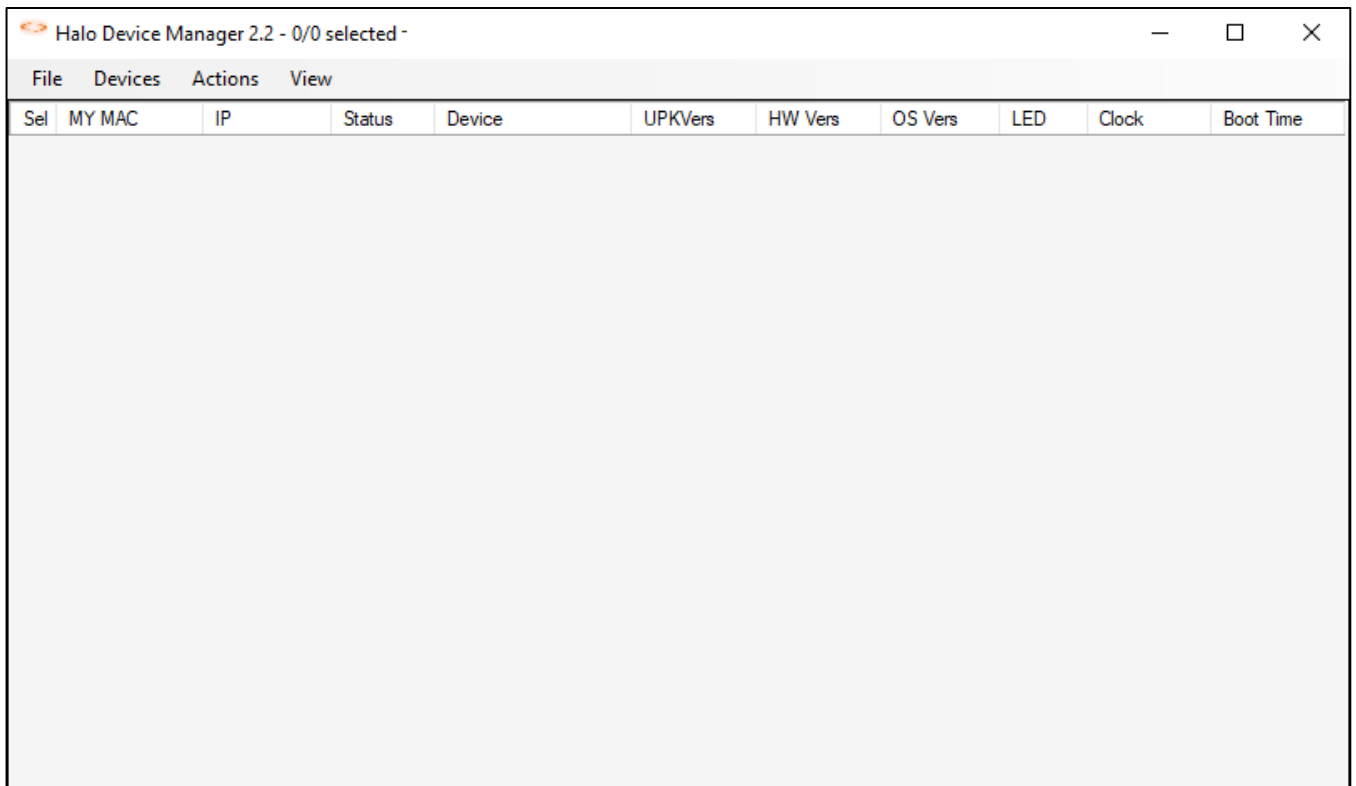 Halo Device Manager 2.2 - 0/0 selected -
File Devices Actions View
Sel MY MAC IP Status Device UPKVers HW Vers OS Vers LED Clock Boot Time